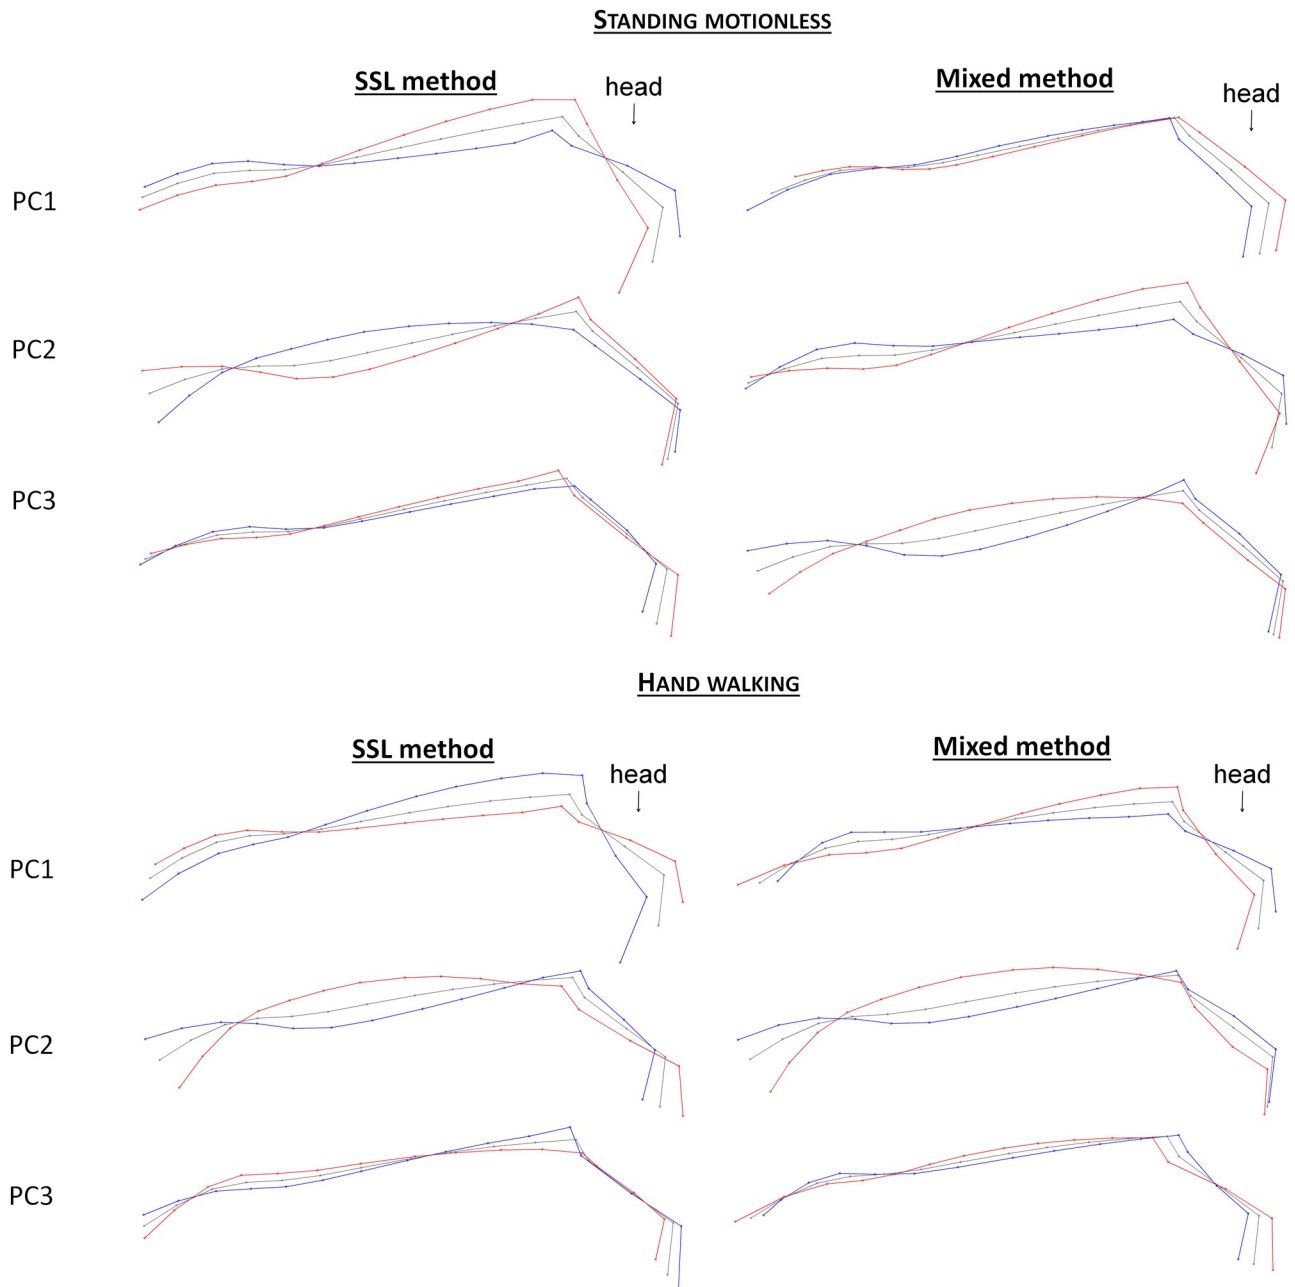 STANDING MOTIONLESS
SSL method
Mixed method
head
head
PC1
PC2
PC3
HAND WALKING
SSL method
Mixed method
head
head
PC1
PC2
PC3